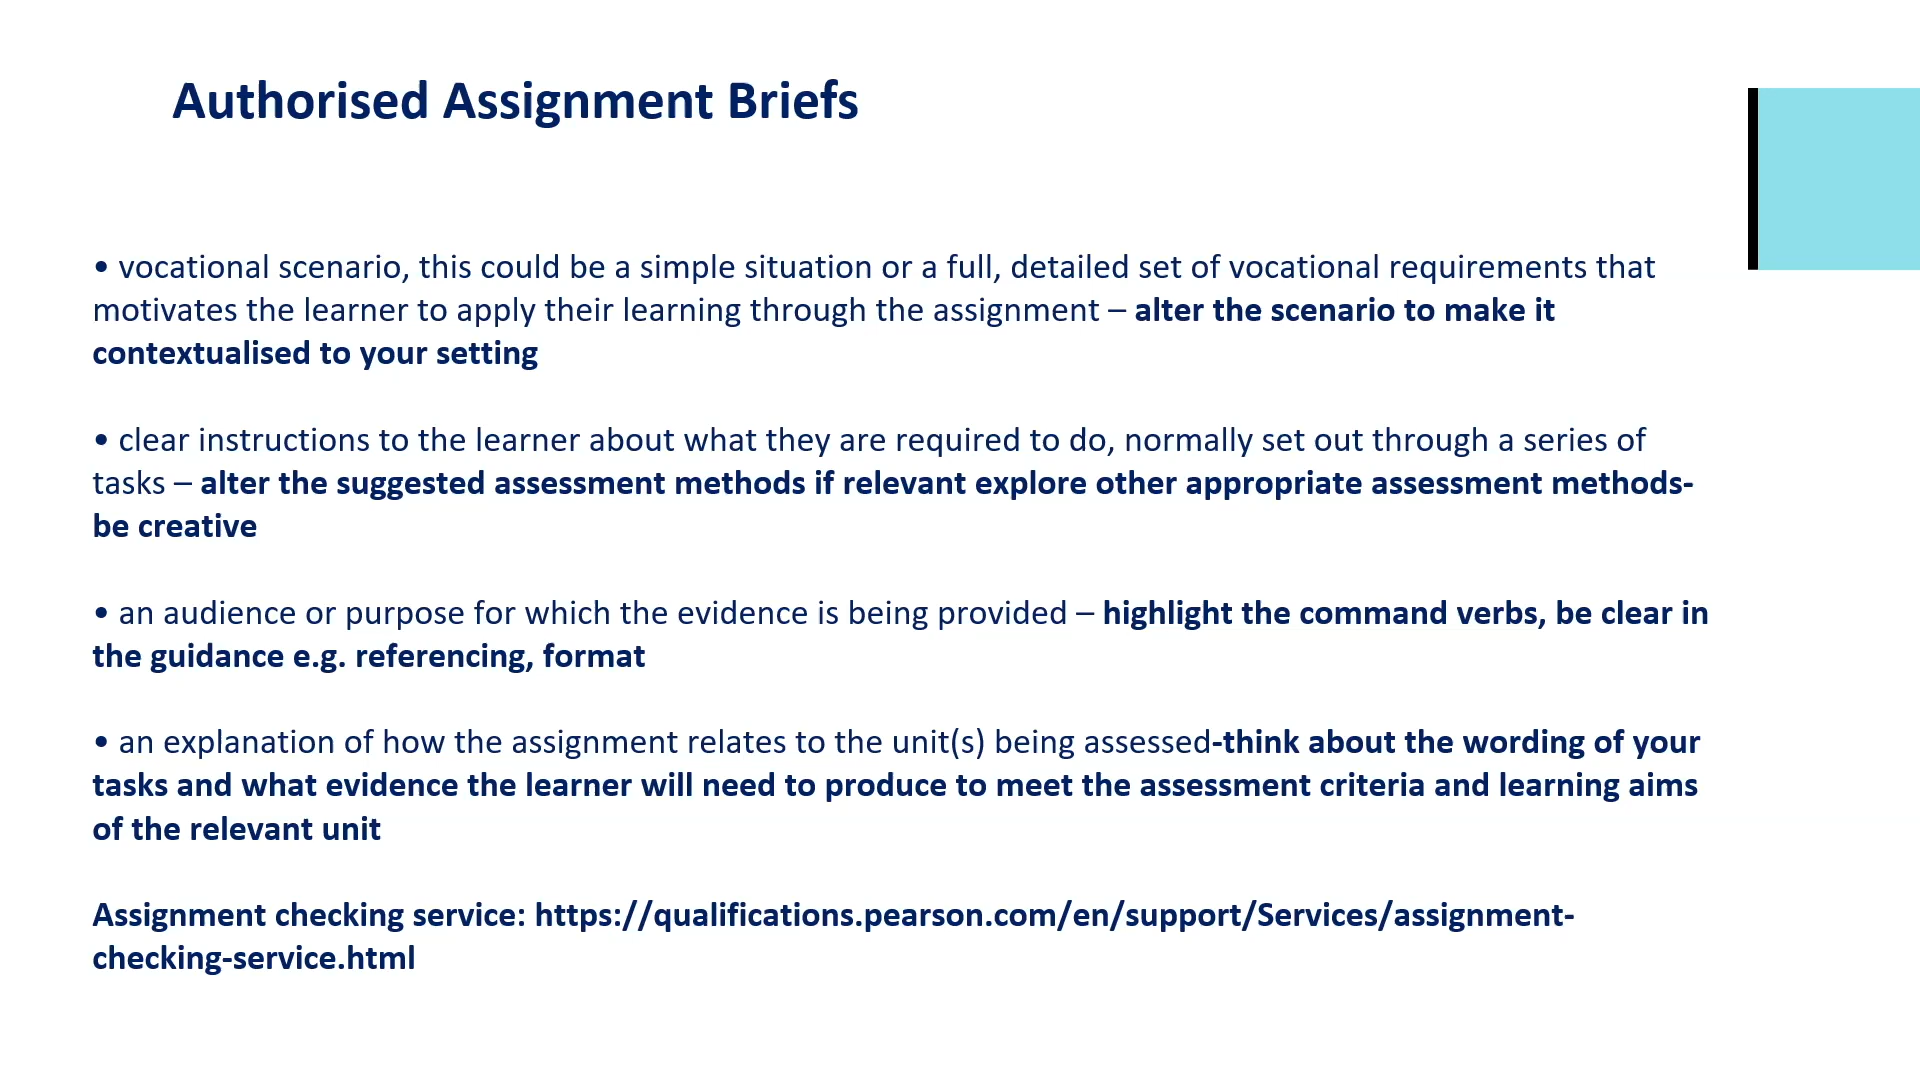 Authorised Assignment Briefs
• vocational scenario, this could be a simple situation or a full, detailed set of vocational requirements that
motivates the learner to apply their learning through the assignment – alter the scenario to make it
contextualised to your setting
• clear instructions to the learner about what they are required to do, normally set out through a series of
tasks – alter the suggested assessment methods if relevant explore other appropriate assessment methods-
be creative
• an audience or purpose for which the evidence is being provided – highlight the command verbs, be clear in
the guidance e.g. referencing, format
• an explanation of how the assignment relates to the unit(s) being assessed-think about the wording of your
tasks and what evidence the learner will need to produce to meet the assessment criteria and learning aims
of the relevant unit
Assignment checking service: https://qualifications.pearson.com/en/support/Services/assignment-
checking-service.html